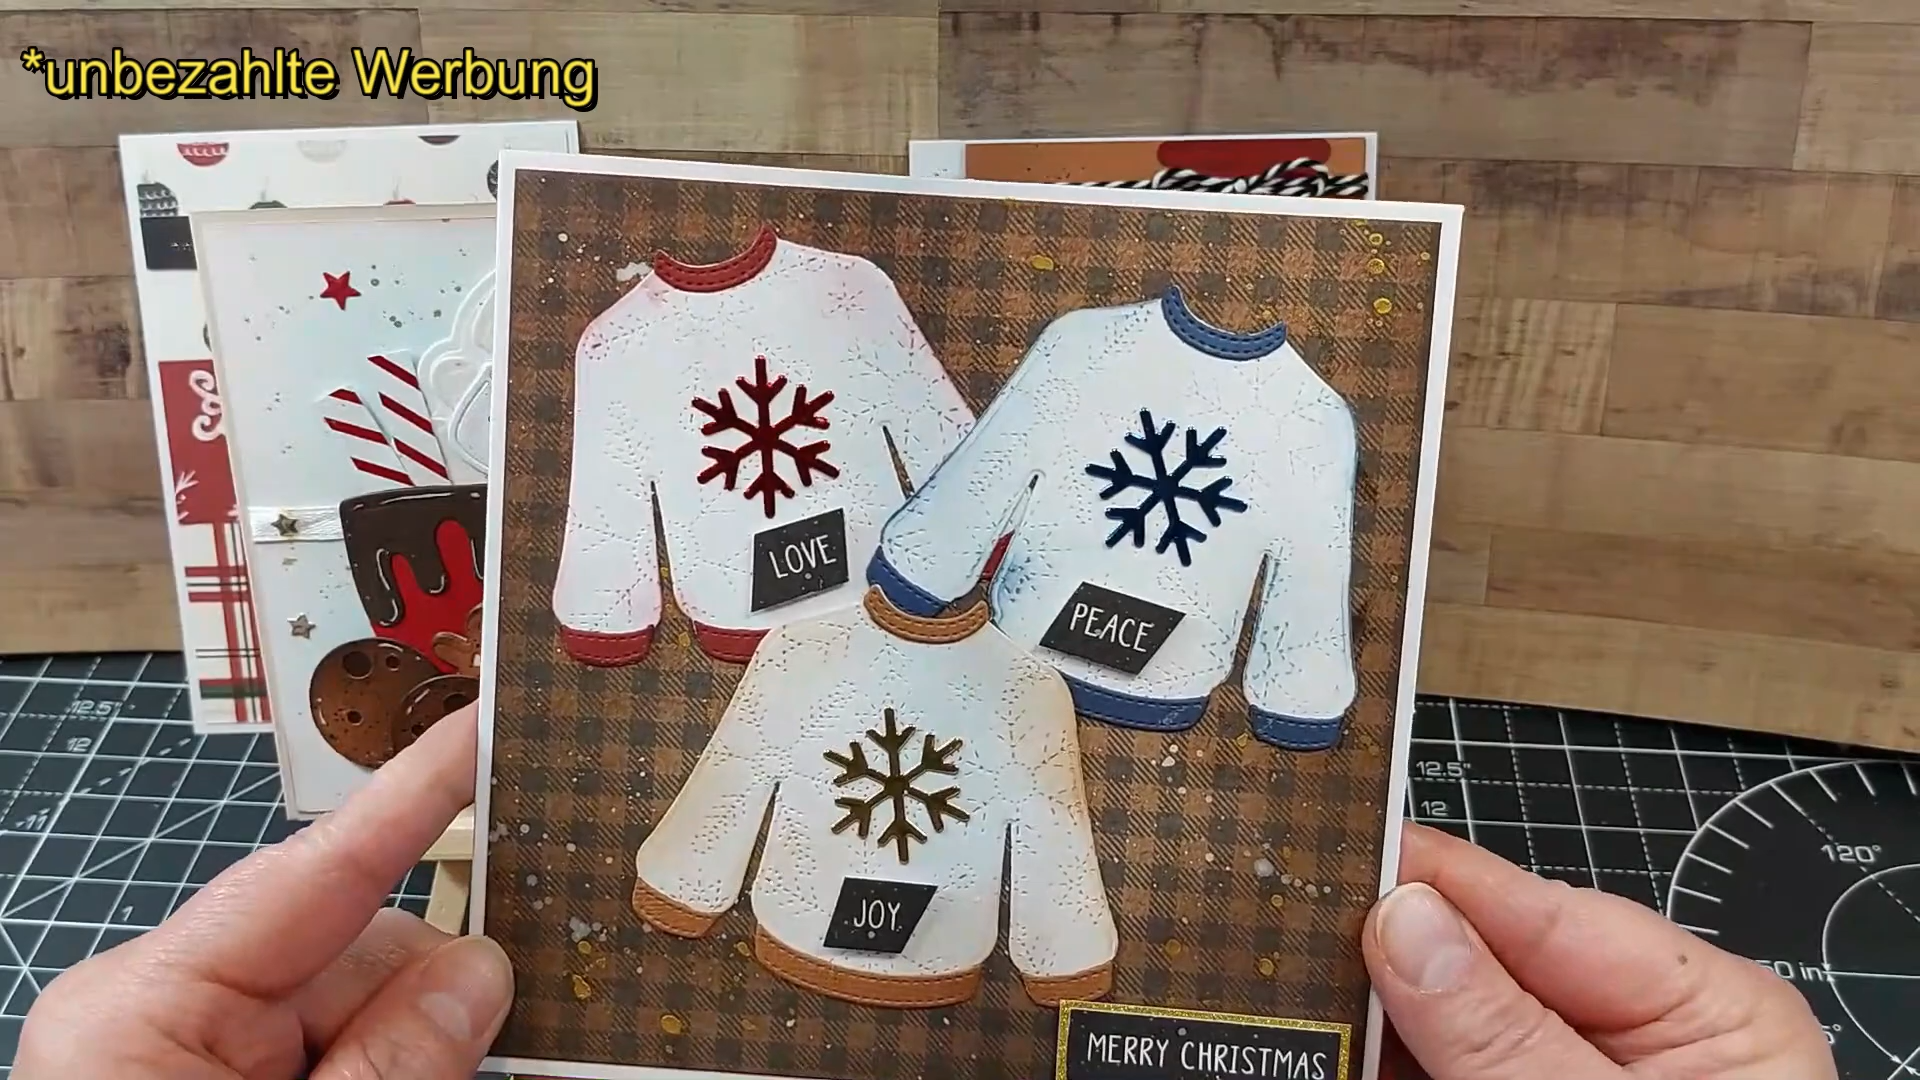 *unbezahlte Werbung
LOVE
PEACE
JOY
MERRY CHRISTMAS
12.5"
12
11
1
12.5"
12
120°